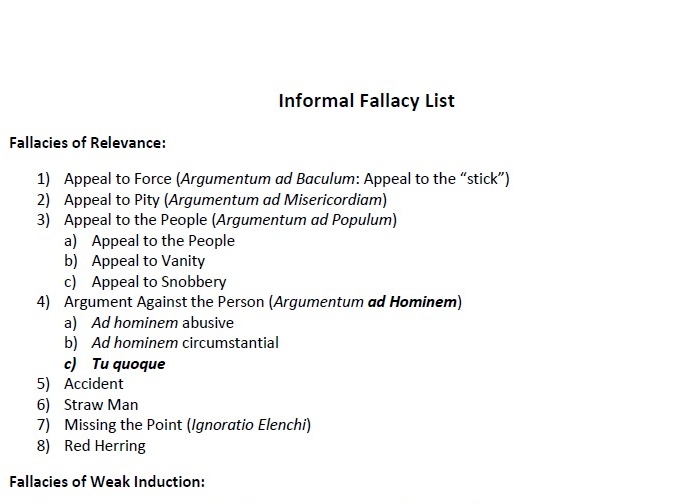 Informal Fallacy List
Fallacies of Relevance:
1) Appeal to Force (Argumentum ad Baculum: Appeal to the “stick”)
2) Appeal to Pity (Argumentum ad Misericordiam)
3) Appeal to the People (Argumentum ad Populum)
a) Appeal to the People
b) Appeal to Vanity
c) Appeal to Snobbery
4) Argument Against the Person (Argumentum ad Hominem)
a) Ad hominem abusive
b) Ad hominem circumstantial
c) Tu quoque
5) Accident
6) Straw Man
7) Missing the Point (Ignoratio Elenchi)
8) Red Herring
Fallacies of Weak Induction: